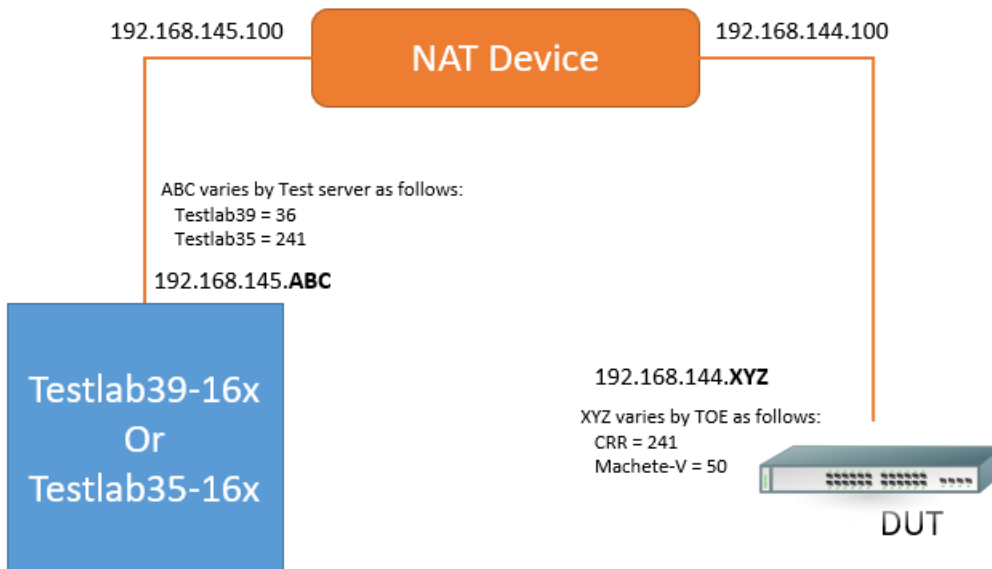 192.168.145.100
NAT Device
192.168.144.100
ABC varies by Test server as follows:
Testlab39 = 36
Testlab35 = 241
192.168.145.ABC
Testlab39-16x
Or
Testlab35-16x
192.168.144.XYZ
XYZ varies by TOE as follows:
CRR = 241
Machete-V = 50
DUT